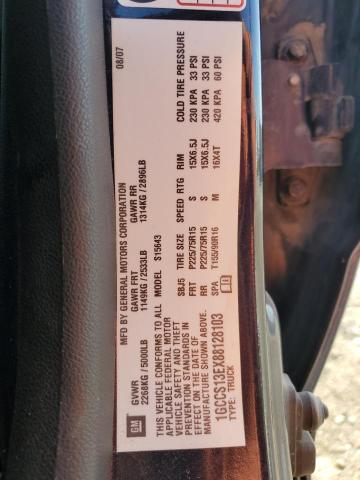 GM
MFD BY GENERAL MOTORS CORPORATION 08/07
GVWR GAWR FRT GAWR RR
2268KG / 5000LB 1149KG / 2533LB 1314KG / 2896LB
THIS VEHICLE CONFORMS TO ALL MODEL S15643
APPLICABLE FEDERAL MOTOR
VEHICLE SAFETY AND THEFT
PREVENTION STANDARDS IN
EFFECT ON THE DATE OF
MANUFACTURE SHOWN ABOVE.
1GCCS13EX88128103
TYPE: TRUCK
SBJ5 TIRE SIZE SPEED RTG RIM COLD TIRE PRESSURE
FRT P225/75R15 S 15X6.5J 230 KPA 33 PSI
RR P225/75R15 S 15X6.5J 230 KPA 33 PSI
SPA T155/90R16 M 16X4T 420 KPA 60 PSI